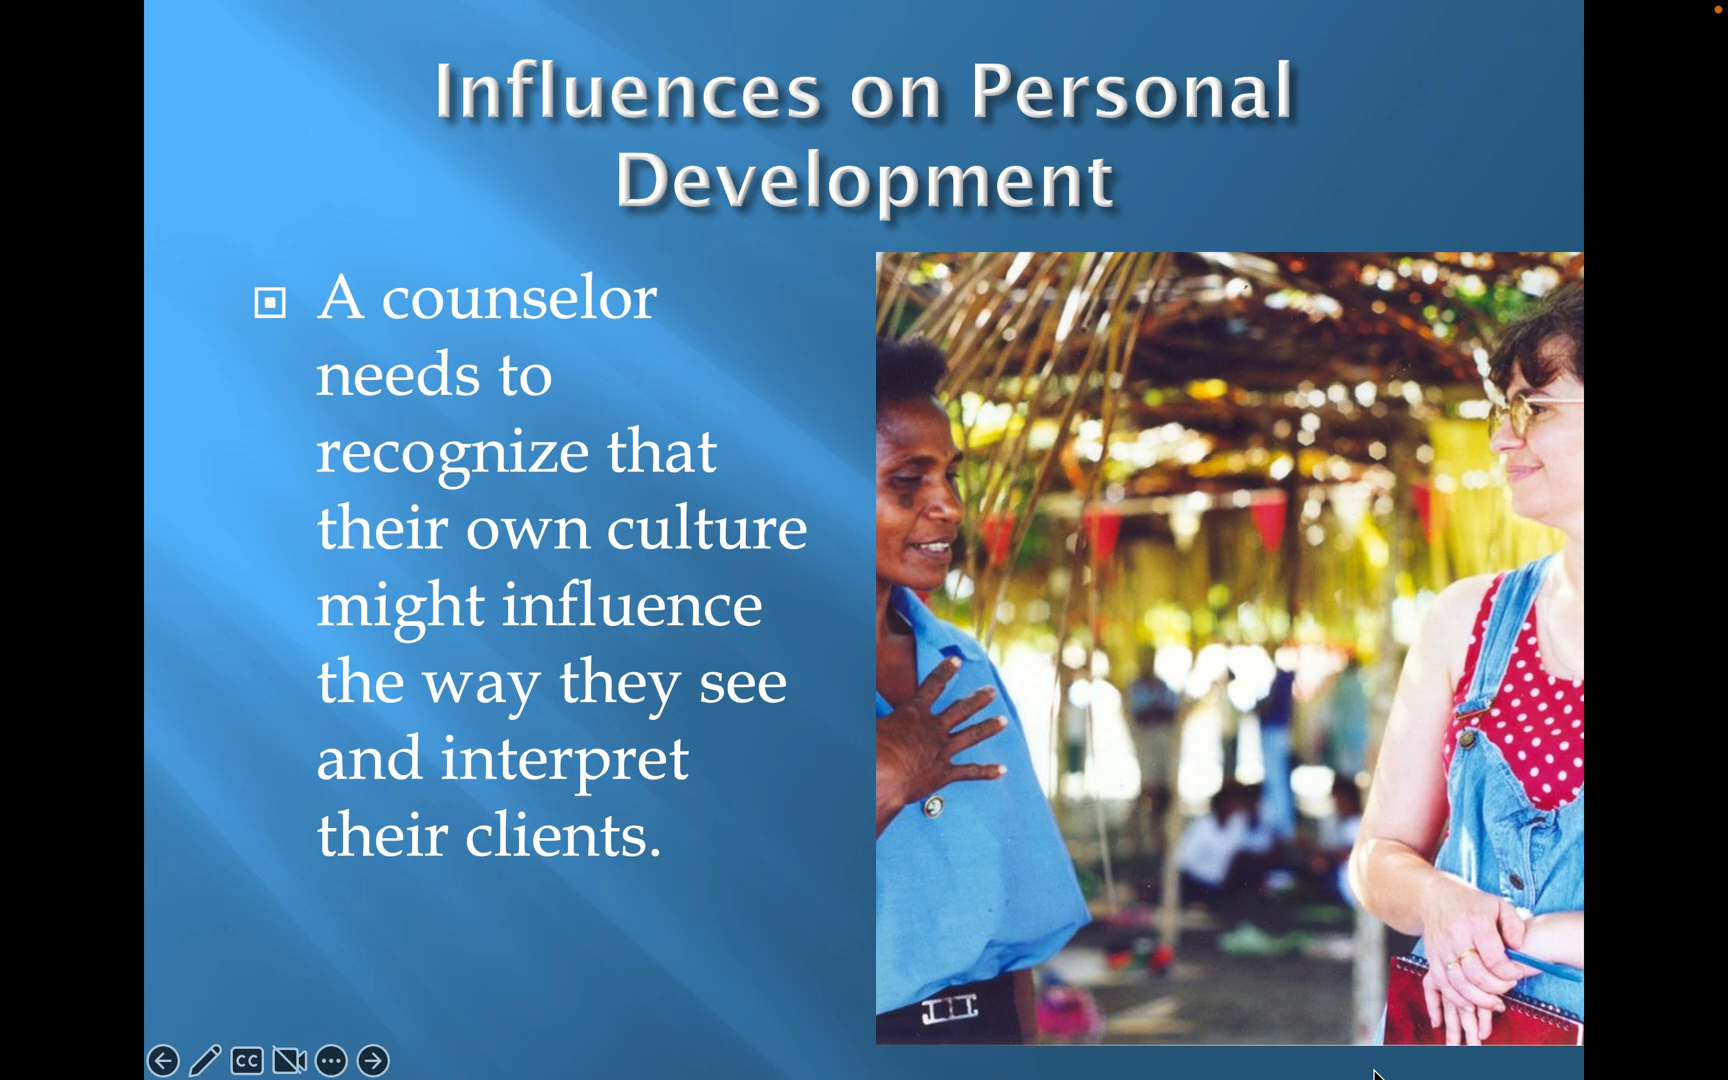 Influences on Personal
Development
A counselor
needs to
recognize that
their own culture
might influence
the way they see
and interpret
their clients.
CC